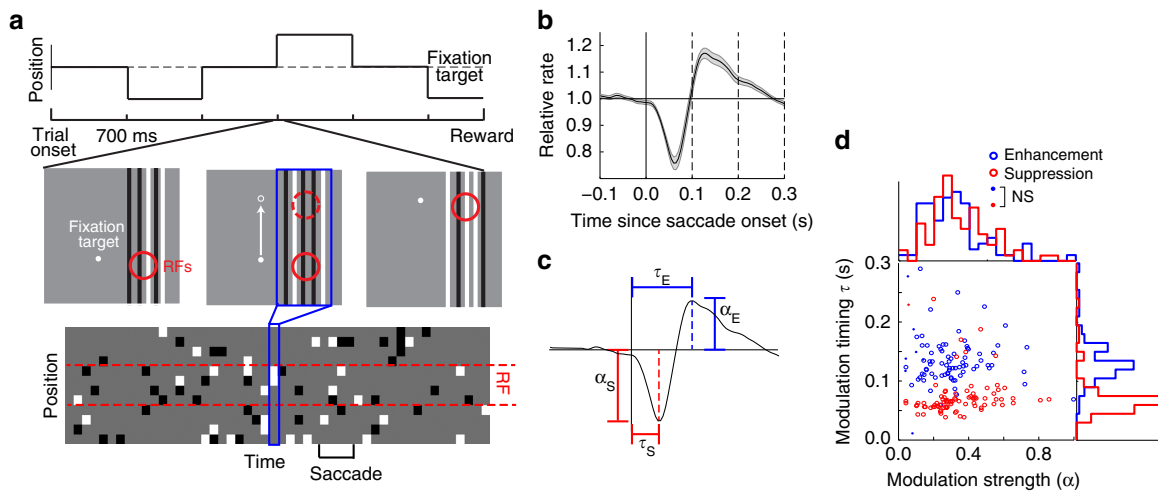 a
Position
Fixation
target
Trial
onset
700 ms
Reward
Fixation
target
RFs
Position
RF
Time
Saccade
b
Relative rate
1.2
1.1
1.0
0.9
0.8
−0.1
0.0
0.1
0.2
0.3
Time since saccade onset (s)
c
τE
αE
αS
τS
d
Enhancement
Suppression
NS
Modulation timing τ (s)
0.3
0.2
0.1
0.0
0.0
0.4
0.8
Modulation strength (α)